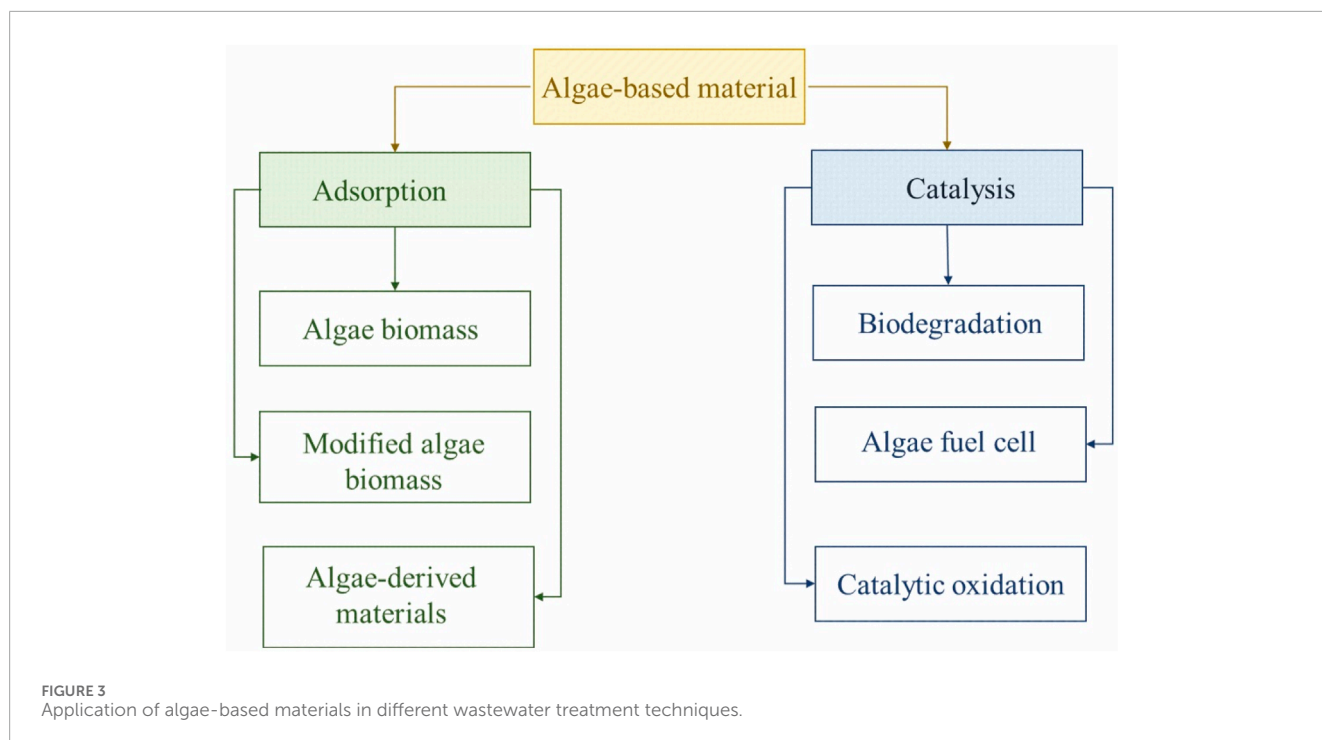 Algae-based material
Adsorption
Algae biomass
Modified algae
biomass
Algae-derived
materials
Catalysis
Biodegradation
Algae fuel cell
Catalytic oxidation
FIGURE 3
Application of algae-based materials in different wastewater treatment techniques.